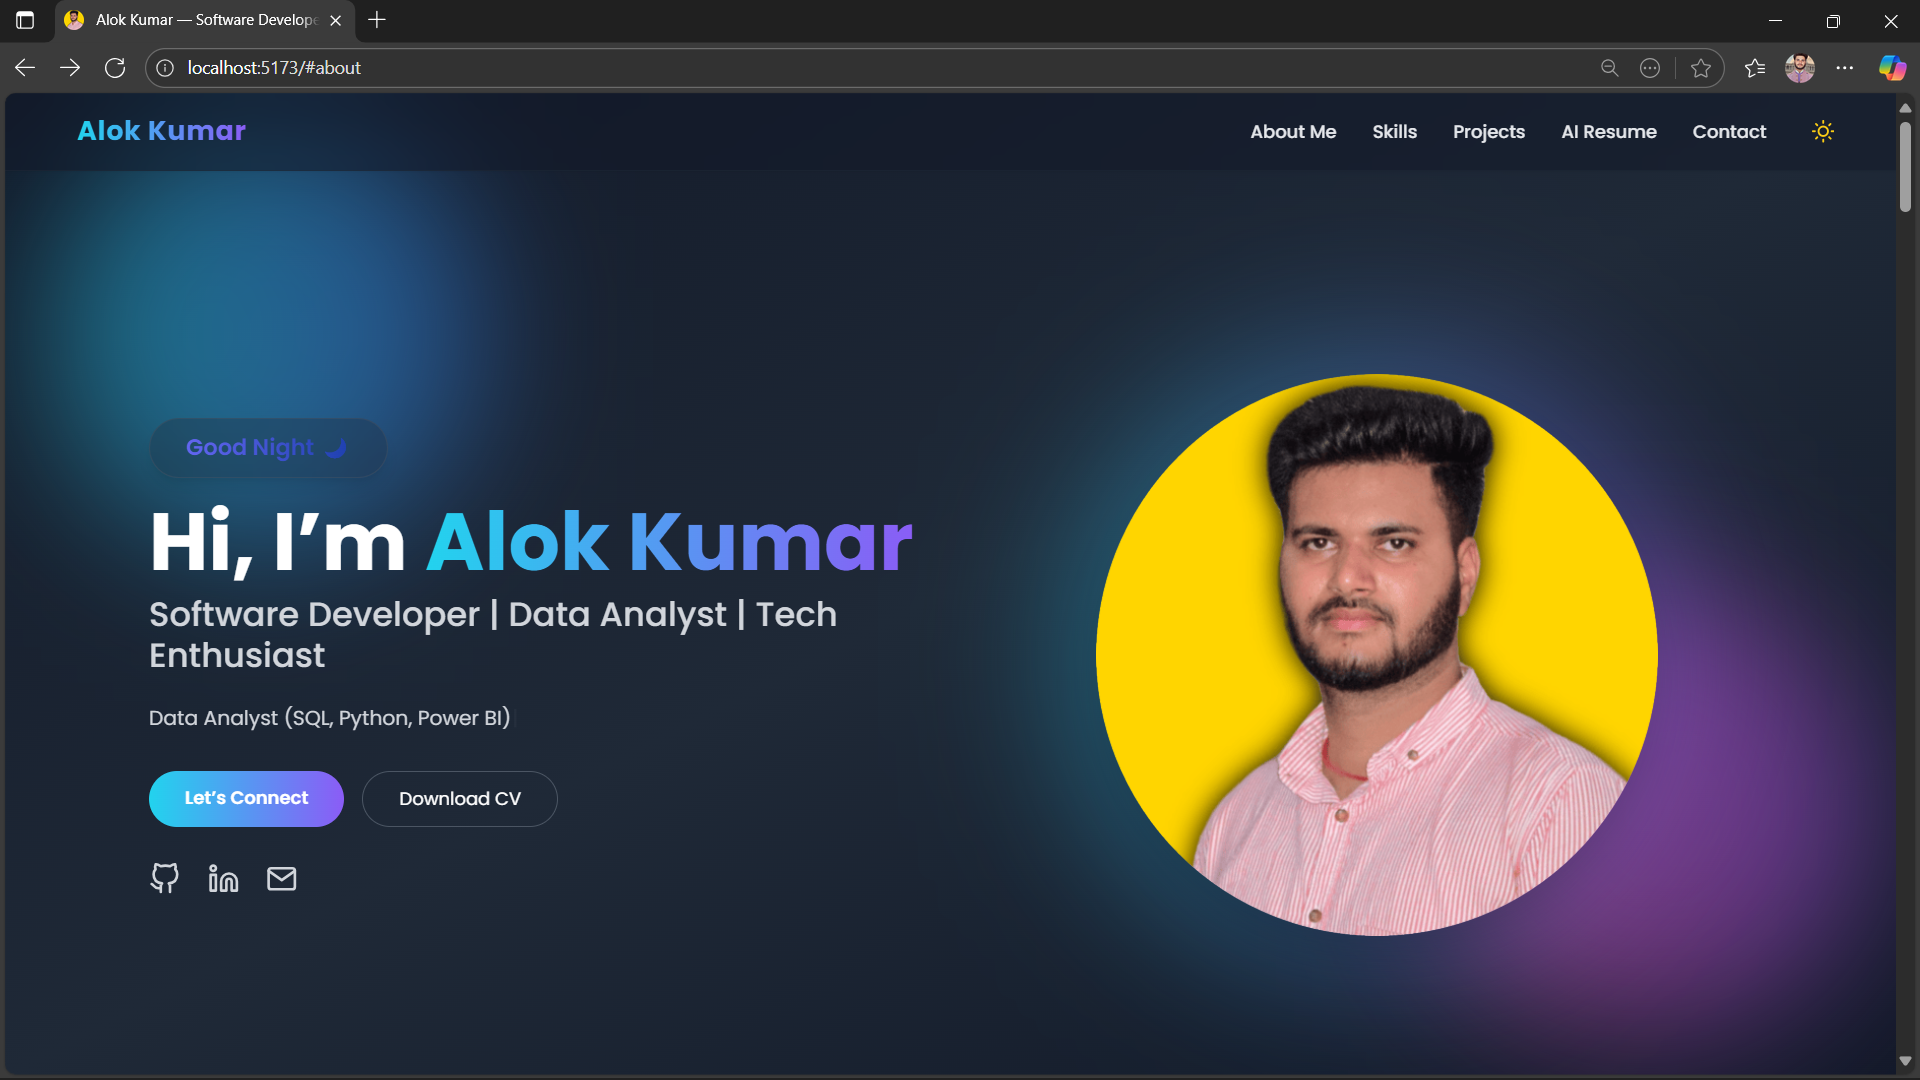 Alok Kumar — Software Develope
localhost:5173/#about
Alok Kumar
About Me
Skills
Projects
AI Resume
Contact
Good Night
Hi, I’m Alok Kumar
Software Developer | Data Analyst | Tech
Enthusiast
Data Analyst (SQL, Python, Power BI)
Let’s Connect
Download CV